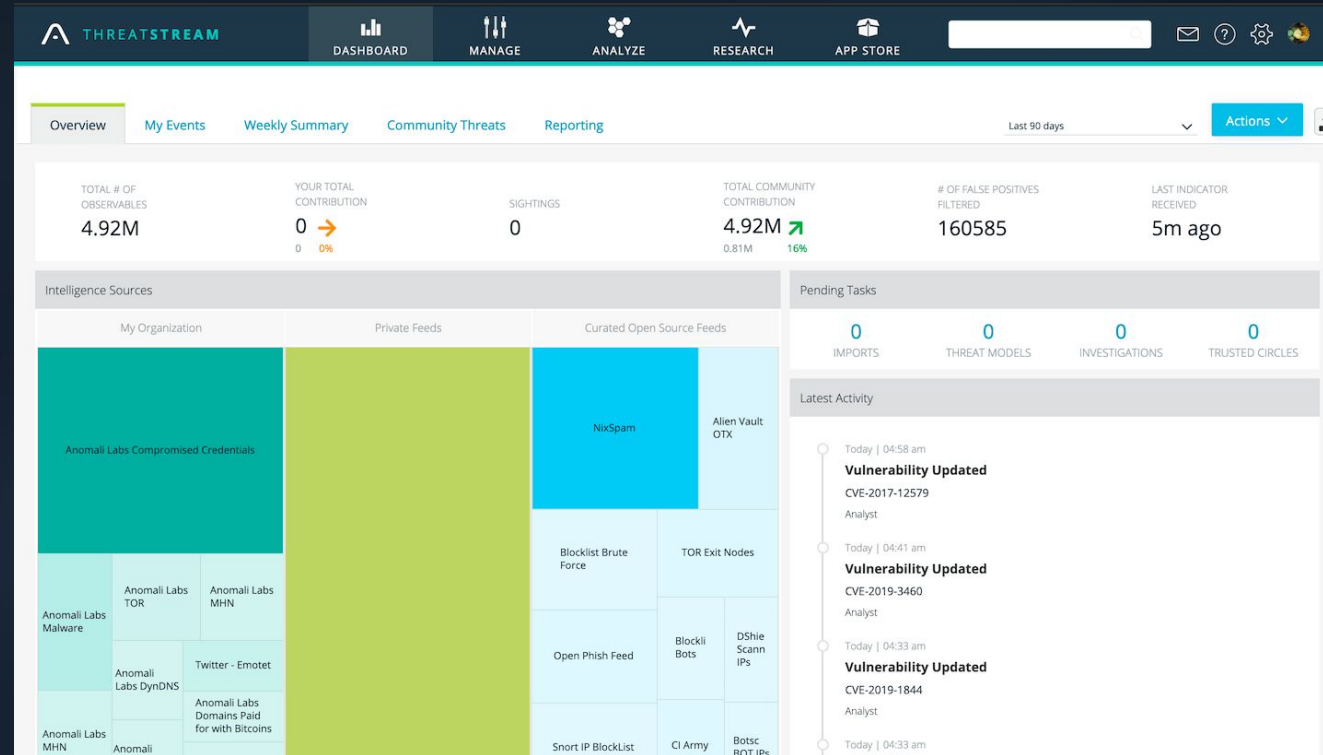 THREATSTREAM
DASHBOARD
MANAGE
ANALYZE
RESEARCH
APP STORE
Overview
My Events
Weekly Summary
Community Threats
Reporting
Last 90 days
Actions
TOTAL # OF
OBSERVABLES
4.92M
YOUR TOTAL
CONTRIBUTION
0
0 0%
SIGHTINGS
0
TOTAL COMMUNITY
CONTRIBUTION
4.92M
0.81M 16%
# OF FALSE POSITIVES
FILTERED
160585
LAST INDICATOR
RECEIVED
5m ago
Intelligence Sources
My Organization
Private Feeds
Curated Open Source Feeds
Anomali Labs Compromised Credentials
Anomali Labs
Malware
Anomali Labs
TOR
Anomali Labs
MHN
Anomali
Labs DynDNS
Twitter - Emotet
Anomali Labs
Domains Paid
for with Bitcoins
Anomali Labs
MHN
Anomali
NixSpam
Alien Vault
OTX
Blocklist Brute
Force
TOR Exit Nodes
Open Phish Feed
Blockli
Bots
DShie
Scann
IPs
Snort IP BlockList
CI Army
Botsc
BOT IPs
Pending Tasks
0
IMPORTS
0
THREAT MODELS
0
INVESTIGATIONS
0
TRUSTED CIRCLES
Latest Activity
Today | 04:58 am
Vulnerability Updated
CVE-2017-12579
Analyst
Today | 04:41 am
Vulnerability Updated
CVE-2019-3460
Analyst
Today | 04:33 am
Vulnerability Updated
CVE-2019-1844
Analyst
Today | 04:33 am